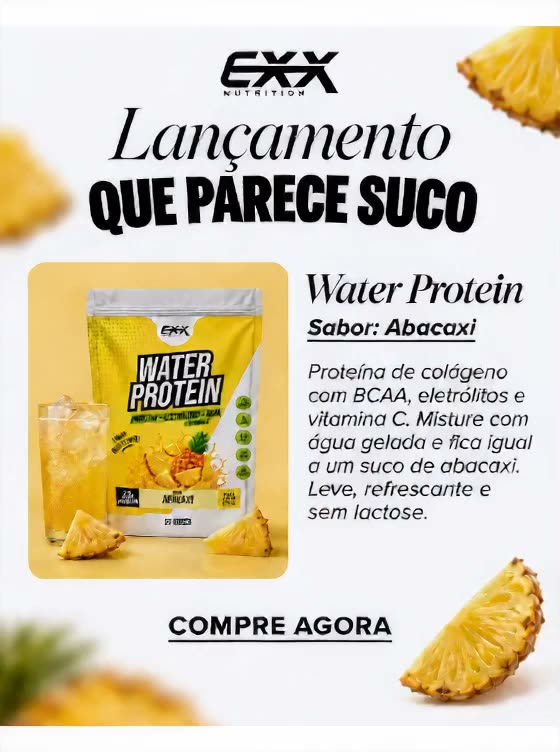 EXX
NUTRITION
Lançamento
QUE PARECE SUCO
Water Protein
Sabor: Abacaxi
Proteína de colágeno
com BCAA, eletrólitos e
vitamina C. Misture com
água gelada e fica igual
a um suco de abacaxi.
Leve, refrescante e
sem lactose.
EXX
WATER
PROTEIN
ABACAXI
COMPRE AGORA